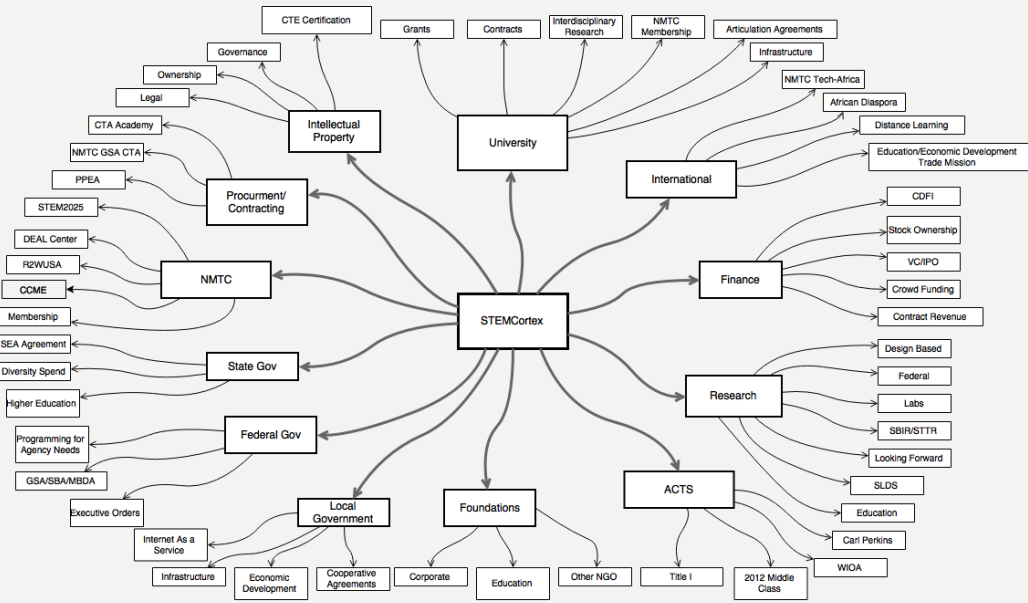 CTE Certification
Grants
Contracts
Interdisciplinary
Research
NMTC
Membership
Articulation Agreements
Governance
Infrastructure
Ownership
NMTC Tech-Africa
Legal
African Diaspora
CTA Academy
Intellectual
Property
University
Distance Learning
NMTC GSA CTA
Education/Economic Development
Trade Mission
PPEA
International
Procurment/
Contracting
CDFI
STEM2025
Stock Ownership
DEAL Center
VC/IPO
R2WUSA
NMTC
Finance
CCME
Crowd Funding
Membership
STEMCortex
Contract Revenue
SEA Agreement
Design Based
Diversity Spend
State Gov
Federal
Higher Education
Research
Labs
Federal Gov
SBIR/STTR
Programming for
Agency Needs
Looking Forward
GSA/SBA/MBDA
ACTS
SLDS
Executive Orders
Local
Government
Foundations
Education
Internet As a
Service
Carl Perkins
WIOA
Infrastructure
Economic
Development
Cooperative
Agreements
Corporate
Education
Other NGO
Title I
2012 Middle
Class